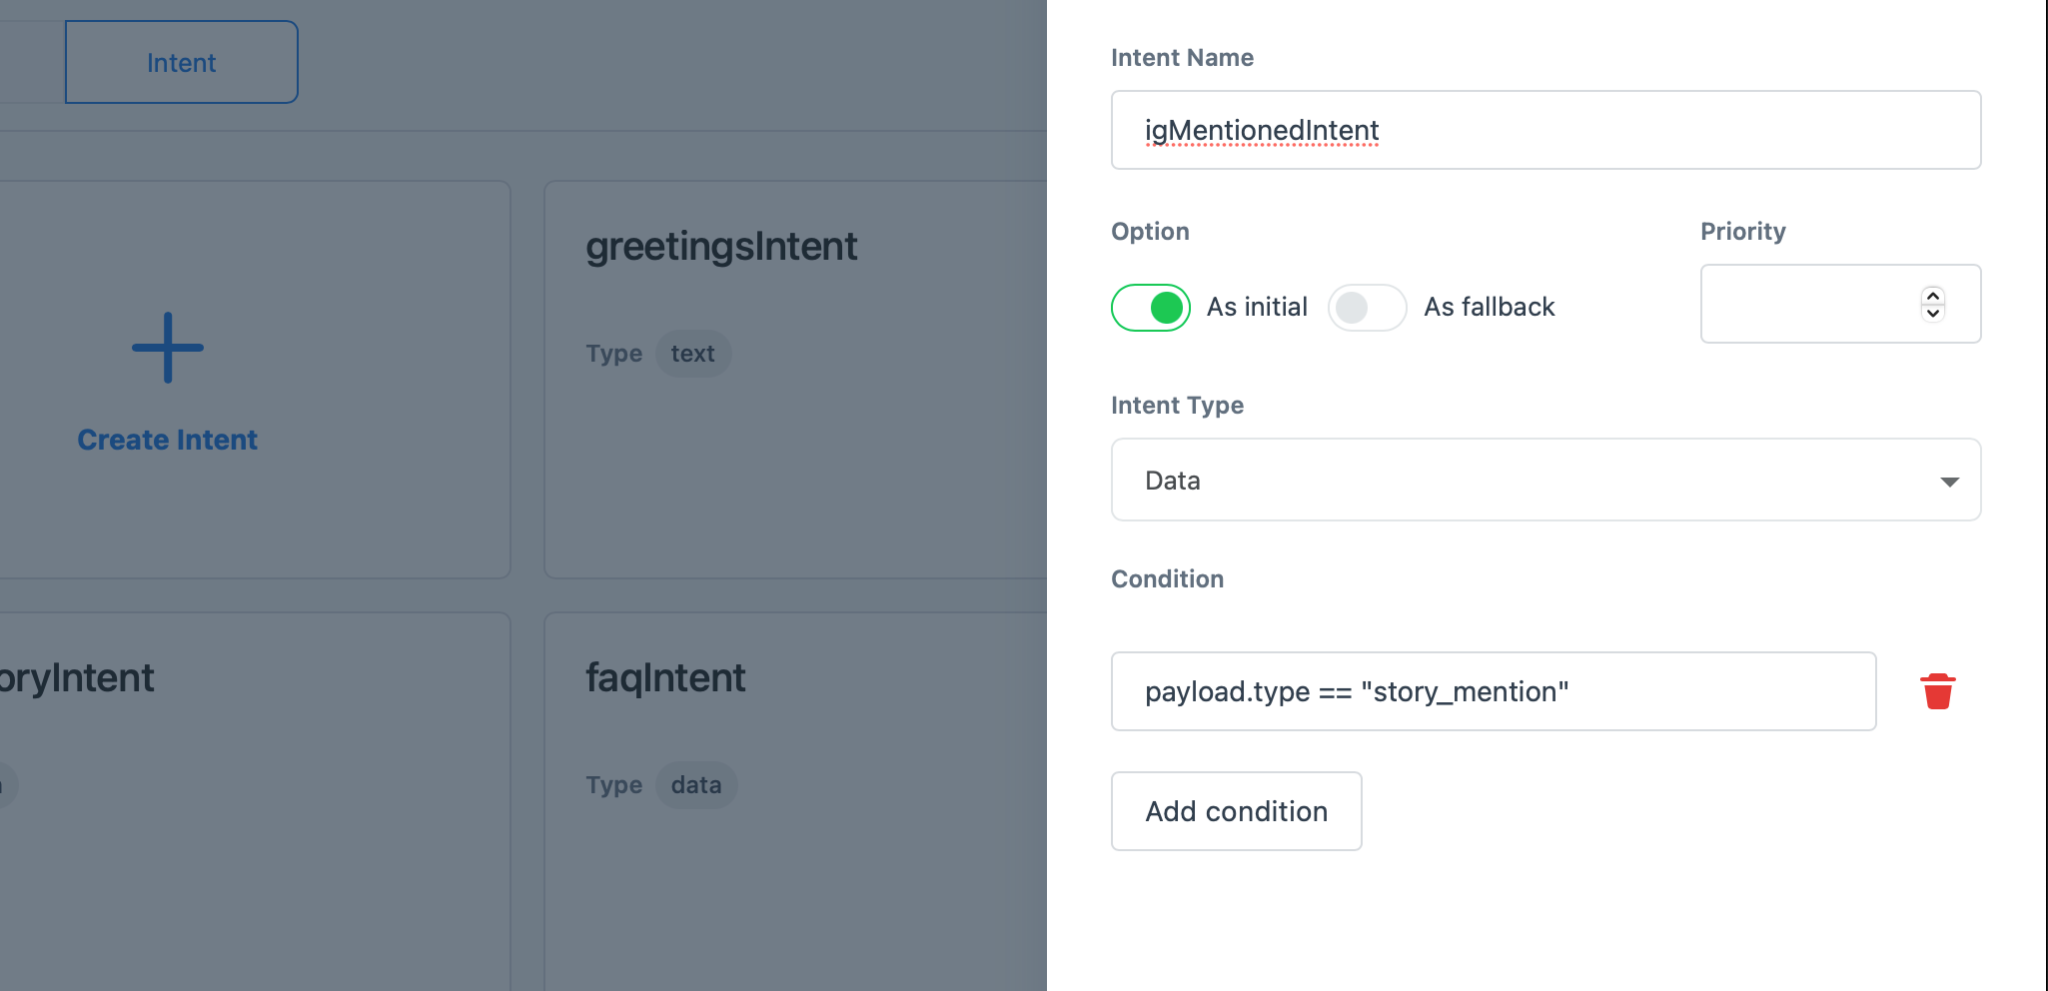 Intent
Create Intent
greetingsIntent
Type text
oryIntent
faqIntent
Type data
Intent Name
igMentionedIntent
Option
Priority
As initial
As fallback
Intent Type
Data
Condition
payload.type == "story_mention"
Add condition